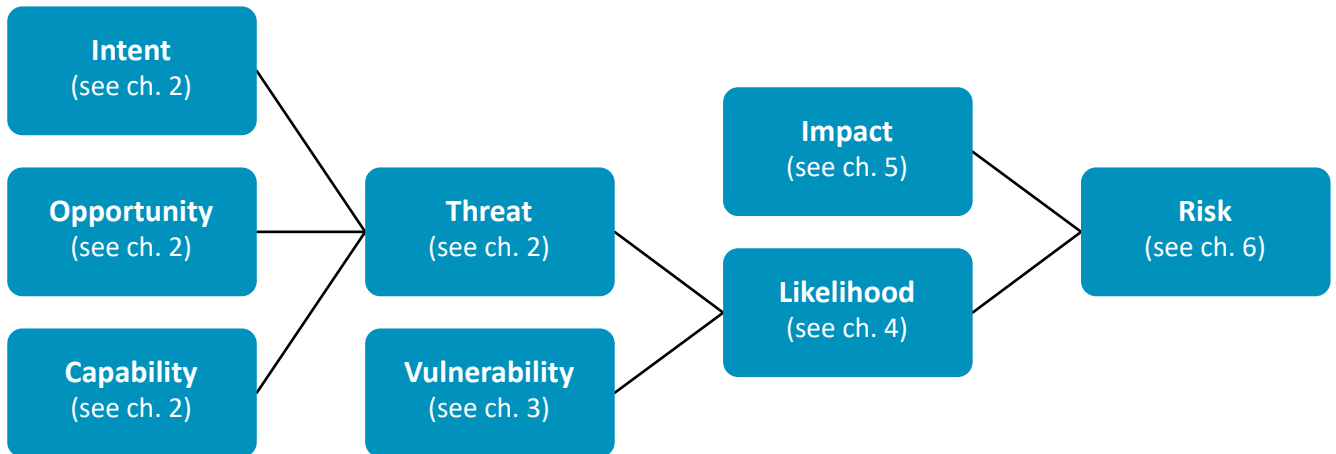 Intent
(see ch. 2)
Opportunity
(see ch. 2)
Capability
(see ch. 2)
Threat
(see ch. 2)
Vulnerability
(see ch. 3)
Impact
(see ch. 5)
Likelihood
(see ch. 4)
Risk
(see ch. 6)